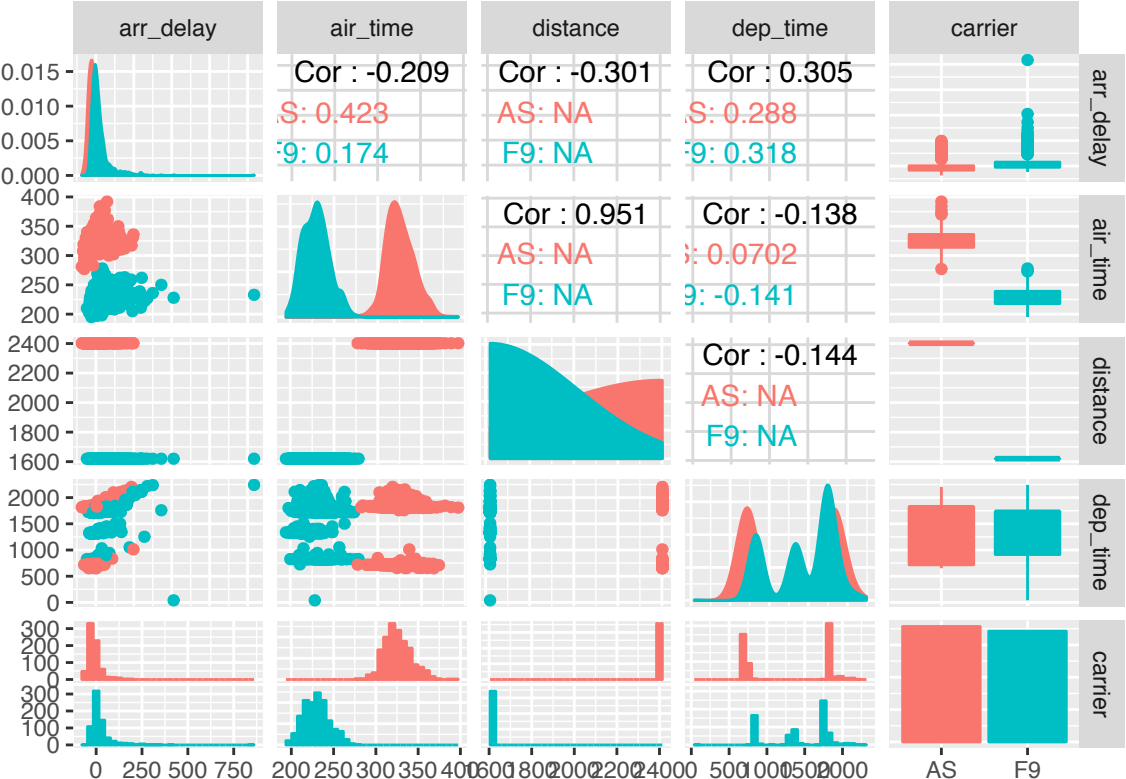 arr_delay air_time distance dep_time carrier
0.015 Cor : -0.209 Cor : -0.301 Cor : 0.305 arr_delay
0.010 AS: 0.423 AS: NA AS: 0.288
0.005 F9: 0.174 F9: NA F9: 0.318
0.000
400 Cor : 0.951 Cor : -0.138 air_time
350 AS: NA S: 0.0702
300 F9: NA 9: -0.141
250
200
2400 Cor : -0.144 distance
2200 AS: NA
2000 F9: NA
1800
1600
2000 dep_time
1500
1000
500
0
300 carrier
200
100
0
300
200
100
0
0 250 500 750 200 250 300 350 400 1600 1800 2000 2200 2400 0 500 1000 1500 2000 AS F9